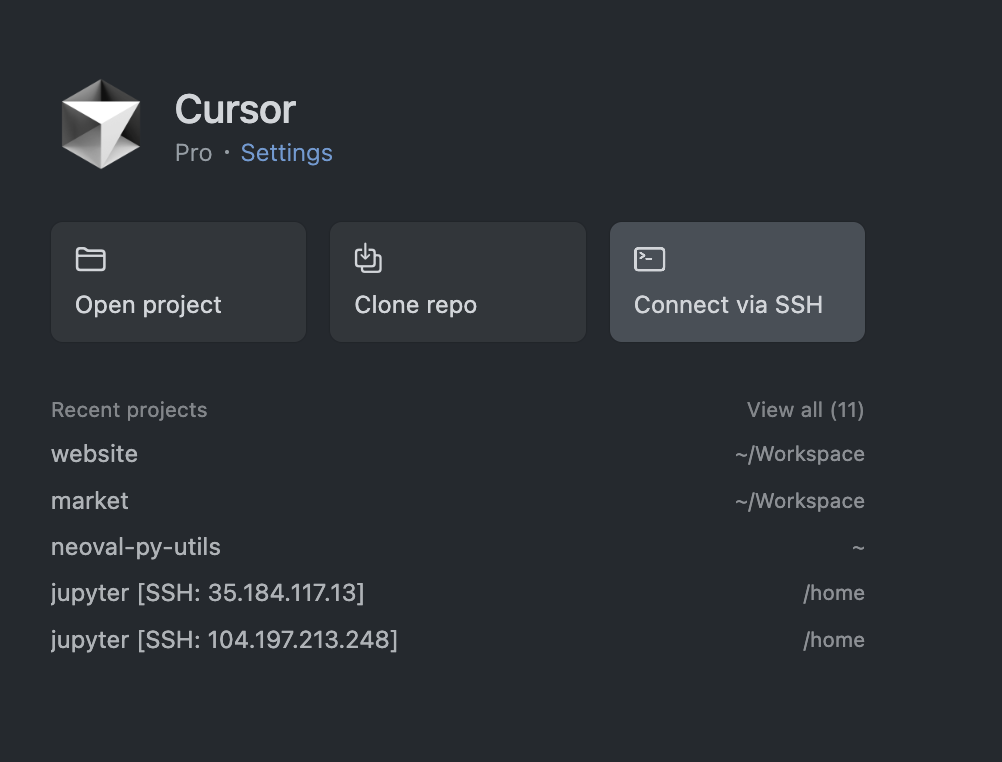 Cursor
Pro · Settings
Open project
Clone repo
Connect via SSH
Recent projects View all (11)
website ~/Workspace
market ~/Workspace
neoval-py-utils ~
jupyter [SSH: 35.184.117.13] /home
jupyter [SSH: 104.197.213.248] /home